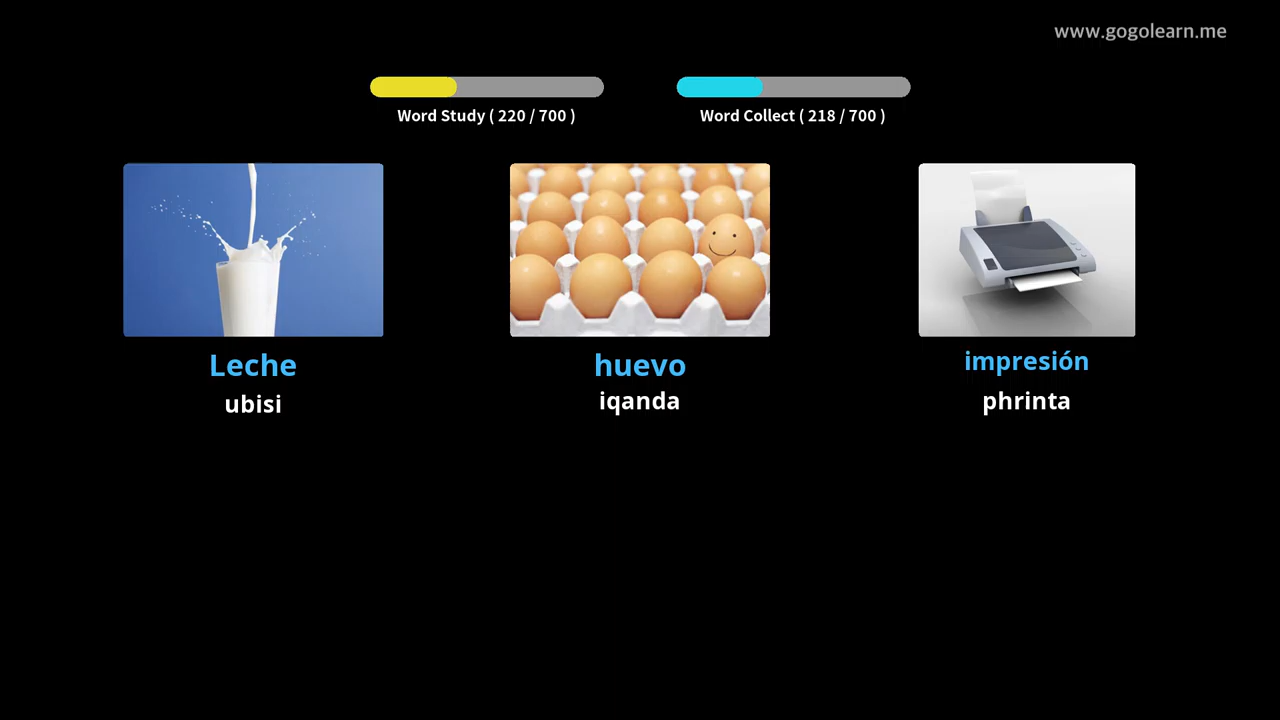 www.gogolearn.me
Word Study ( 220 / 700 )
Word Collect ( 218 / 700 )
Leche
ubisi
huevo
iqanda
impresión
phrinta